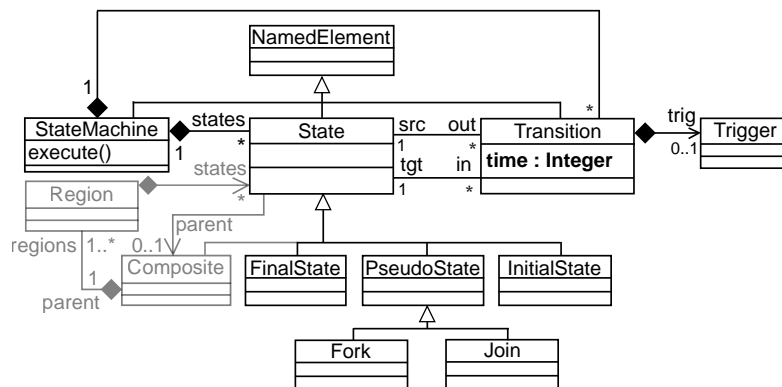 NamedElement
1
StateMachine
execute()
states
1
*
State
src
out
1
*
tgt
in
1
*
*
Transition
time : Integer
trig
0..1
Trigger
Region
states
*
parent
regions
1..*
0..1
1
parent
Composite
FinalState
PseudoState
InitialState
Fork
Join